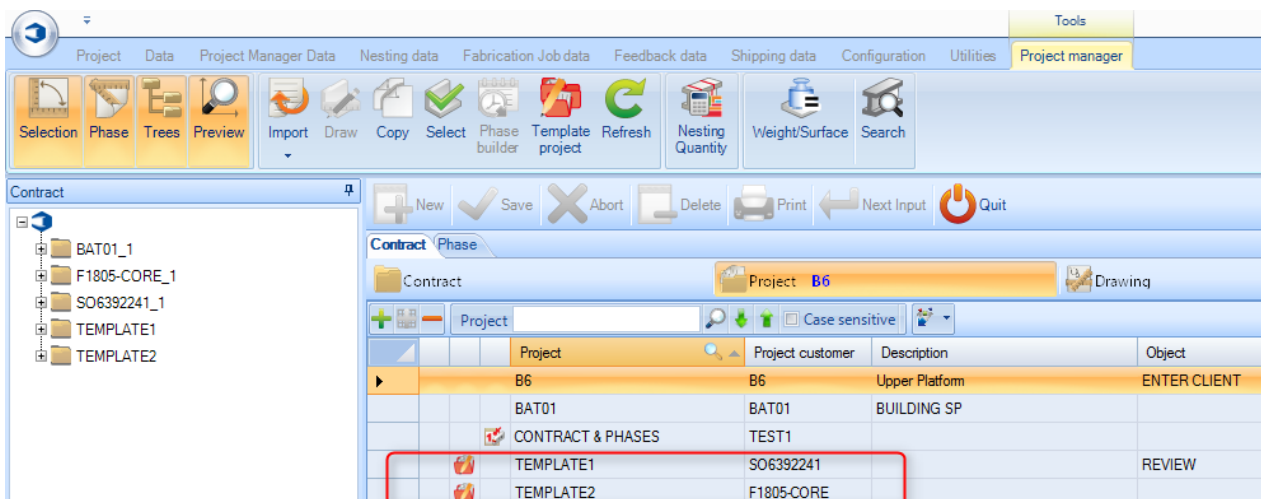 Tools
Project Data Project Manager Data Nesting data Fabrication Job data Feedback data Shipping data Configuration Utilities Project manager
Selection Phase Trees Preview Import Draw Copy Select Phase builder Template project Refresh Nesting Quantity Weight/Surface Search
Contract
New Save Abort Delete Print Next Input Quit
BAT01_1
F1805-CORE_1
SO6392241_1
TEMPLATE1
TEMPLATE2
Contract Phase
Contract Project B6 Drawing
Project Case sensitive
Project Project customer Description Object
B6 B6 Upper Platform ENTER CLIENT
BAT01 BAT01 BUILDING SP
CONTRACT & PHASES TEST1
TEMPLATE1 SO6392241 REVIEW
TEMPLATE2 F1805-CORE